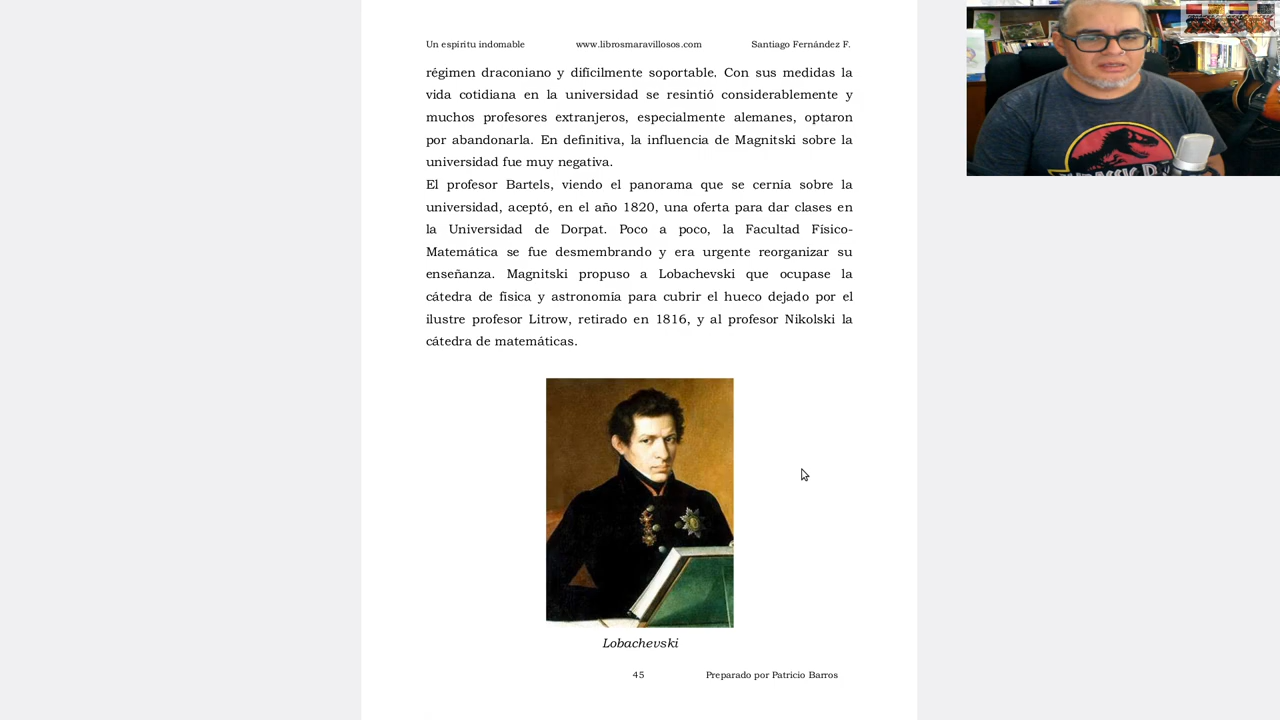 Un espíritu indomable www.librosmaravillosos.com Santiago Fernández F.
régimen draconiano y difícilmente soportable. Con sus medidas la
vida cotidiana en la universidad se resintió considerablemente y
muchos profesores extranjeros, especialmente alemanes, optaron
por abandonarla. En definitiva, la influencia de Magnitski sobre la
universidad fue muy negativa.
El profesor Bartels, viendo el panorama que se cernía sobre la
universidad, aceptó, en el año 1820, una oferta para dar clases en
la Universidad de Dorpat. Poco a poco, la Facultad Físico-
Matemática se fue desmembrando y era urgente reorganizar su
enseñanza. Magnitski propuso a Lobachevski que ocupase la
cátedra de física y astronomía para cubrir el hueco dejado por el
ilustre profesor Litrow, retirado en 1816, y al profesor Nikolski la
cátedra de matemáticas.
Lobachevski
45 Preparado por Patricio Barros